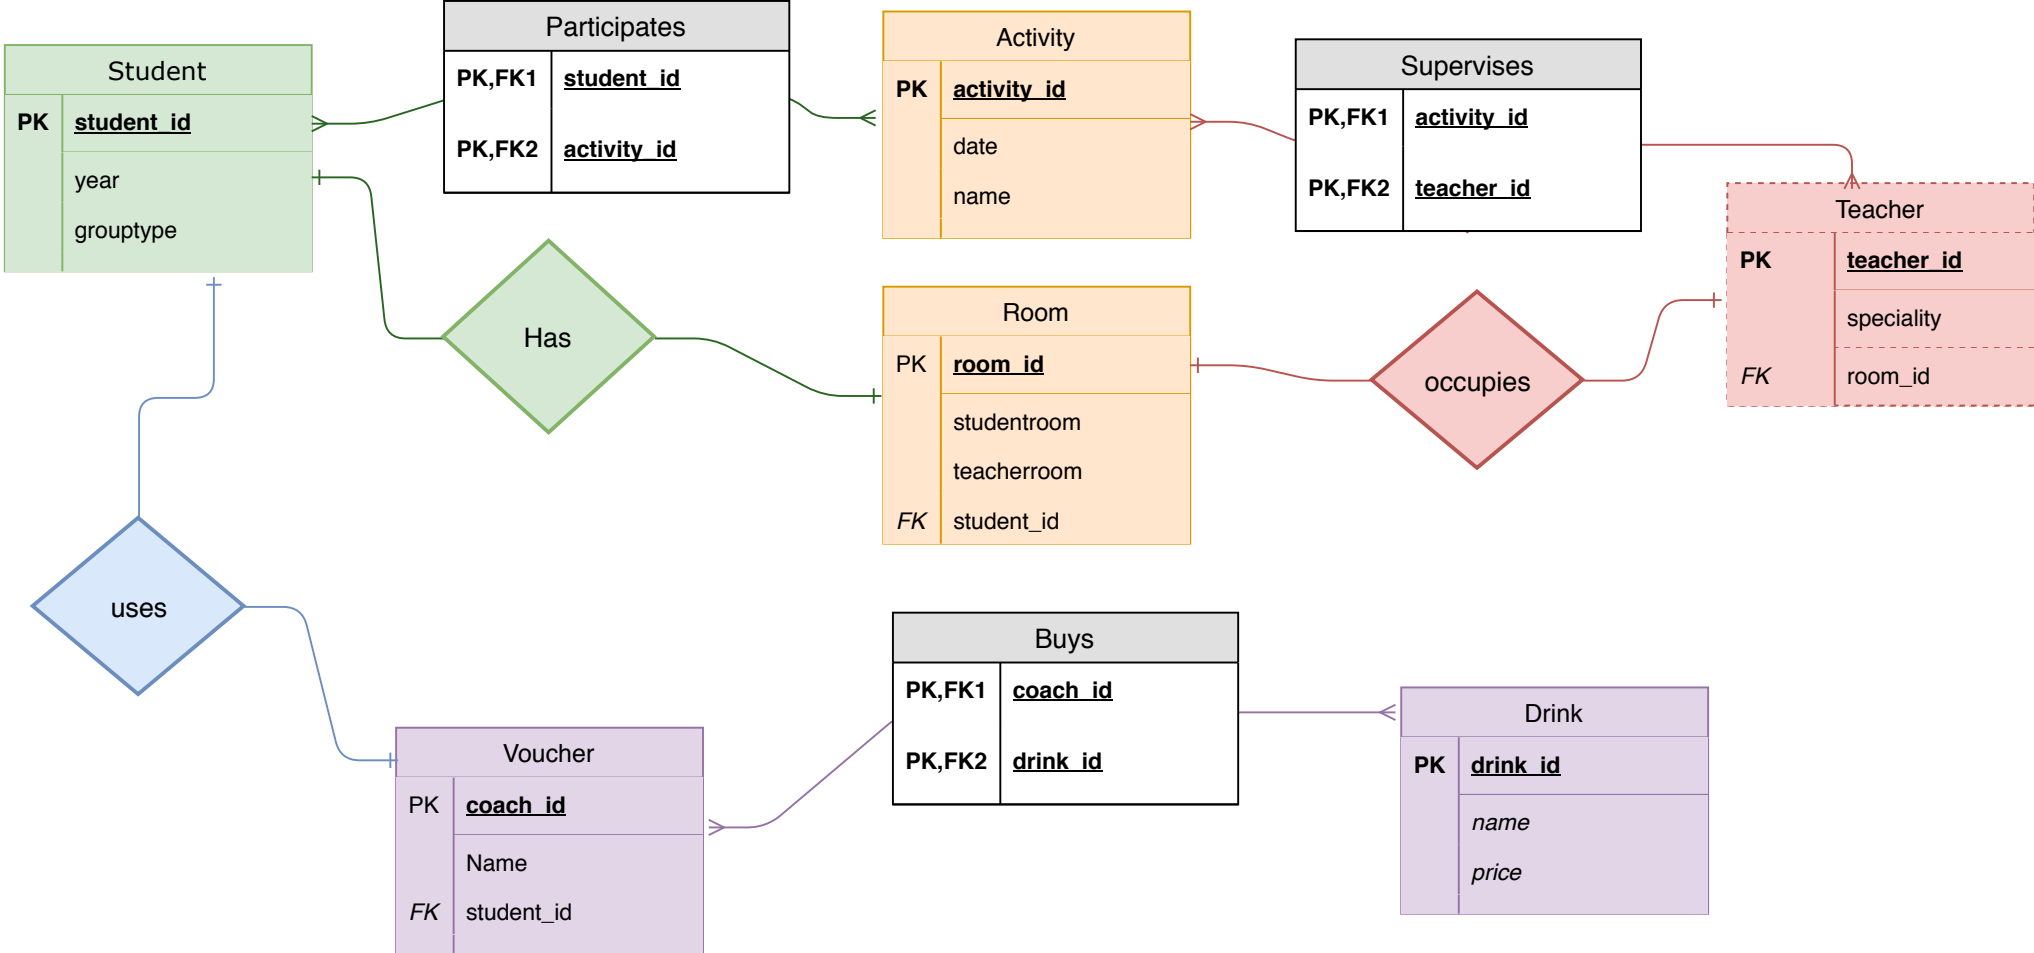 Student
PK student_id
year
grouptype
Participates
PK,FK1 student_id
PK,FK2 activity_id
Activity
PK activity_id
date
name
Supervises
PK,FK1 activity_id
PK,FK2 teacher_id
Teacher
PK teacher_id
speciality
FK room_id
Has
Room
PK room_id
studentroom
teacherroom
FK student_id
occupies
uses
Voucher
PK coach_id
Name
FK student_id
Buys
PK,FK1 coach_id
PK,FK2 drink_id
Drink
PK drink_id
name
price